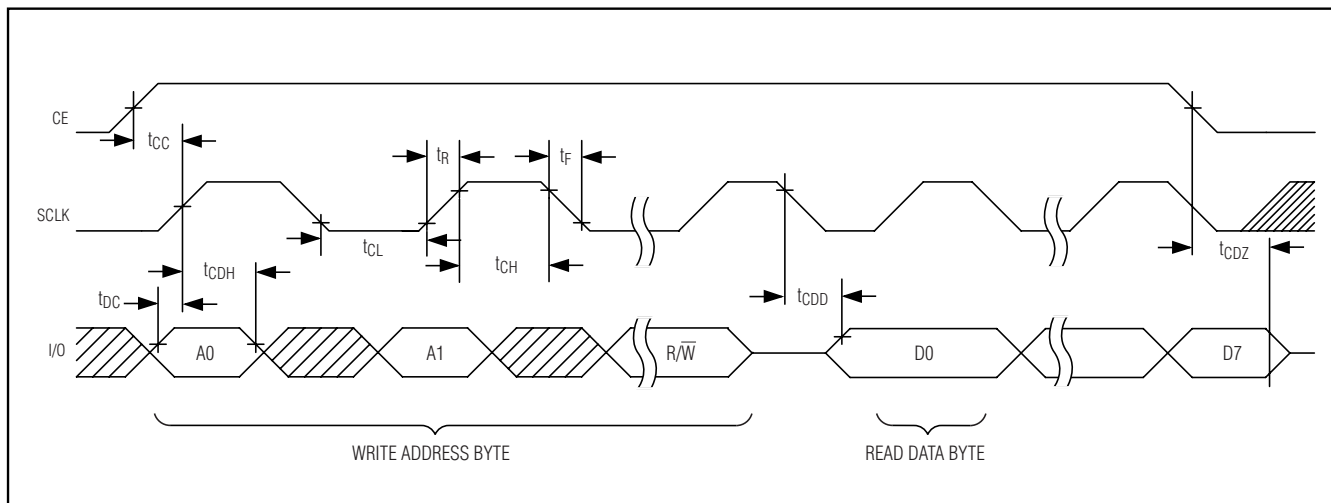 CE
tCC
tR
tF
SCLK
tCL
tCH
tCDZ
tCDH
tDC
tCDD
I/O
A0
A1
R/W̅
D0
D7
WRITE ADDRESS BYTE
READ DATA BYTE